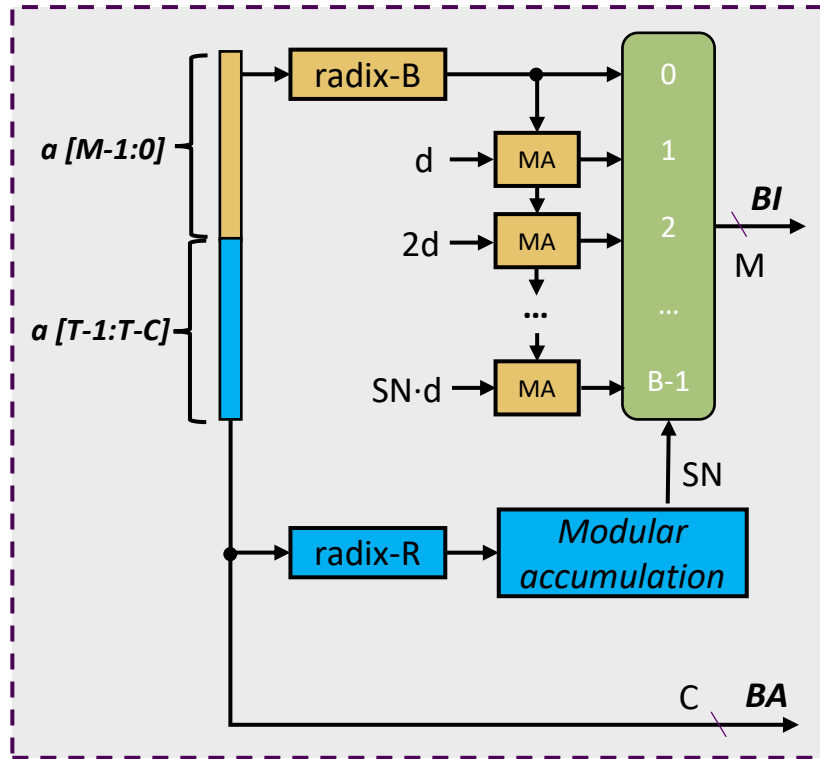 radix-B
0
a [M-1:0]
d
MA
1
BI
2d
MA
2
M
a [T-1:T-C]
...
...
SN·d
MA
B-1
SN
radix-R
Modular
accumulation
C
BA